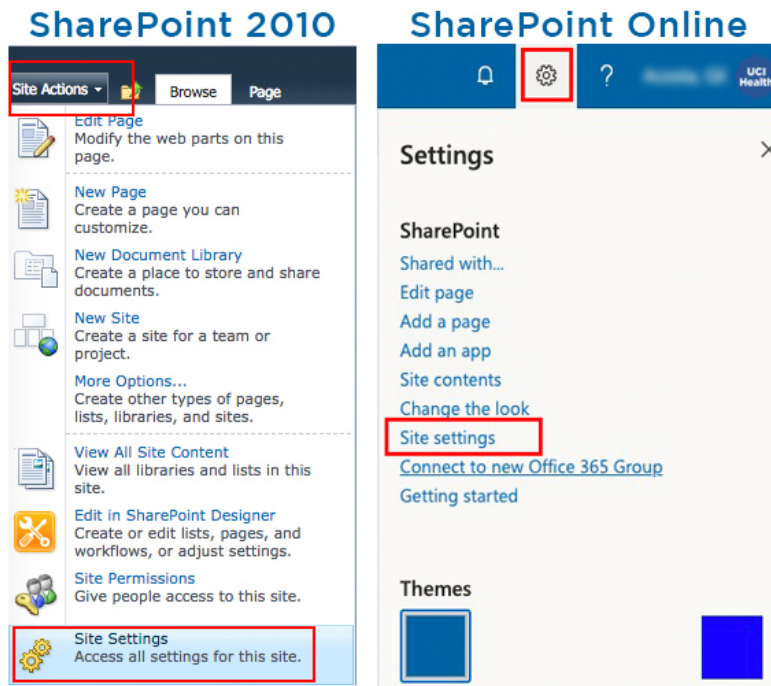 SharePoint 2010
Site Actions
Browse
Page
Edit Page
Modify the web parts on this
page.
New Page
Create a page you can
customize.
New Document Library
Create a place to store and share
documents.
New Site
Create a site for a team or
project.
More Options...
Create other types of pages,
lists, libraries, and sites.
View All Site Content
View all libraries and lists in this
site.
Edit in SharePoint Designer
Create or edit lists, pages, and
workflows, or adjust settings.
Site Permissions
Give people access to this site.
Site Settings
Access all settings for this site.
SharePoint Online
?
UCI
Health
Settings
SharePoint
Shared with...
Edit page
Add a page
Add an app
Site contents
Change the look
Site settings
Connect to new Office 365 Group
Getting started
Themes